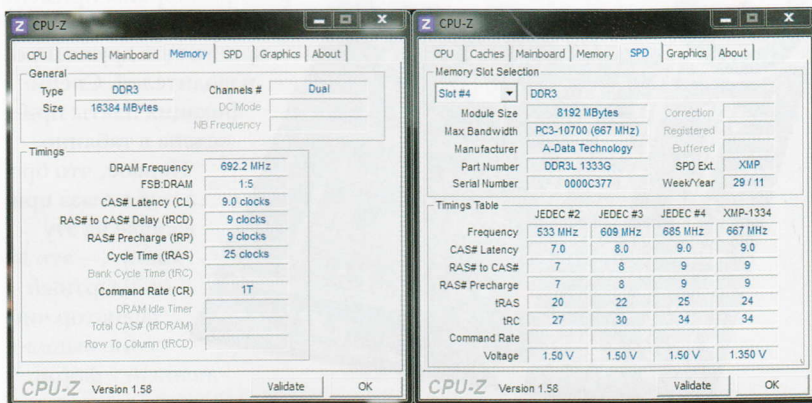 CPU-Z
CPU Caches Mainboard Memory SPD Graphics About
General
Type DDR3 Channels # Dual
Size 16384 MBytes DC Mode
NB Frequency
Timings
DRAM Frequency 692.2 MHz
FSB:DRAM 1:5
CAS# Latency (CL) 9.0 clocks
RAS# to CAS# Delay (tRCD) 9 clocks
RAS# Precharge (tRP) 9 clocks
Cycle Time (tRAS) 25 clocks
Bank Cycle Time (tRC)
Command Rate (CR) 1T
DRAM Idle Timer
Total CAS# (tRDRAM)
Row To Column (tRCD)
CPU-Z Version 1.58 Validate OK
CPU-Z
CPU Caches Mainboard Memory SPD Graphics About
Memory Slot Selection
Slot #4 DDR3
Module Size 8192 MBytes Correction
Max Bandwidth PC3-10700 (667 MHz) Registered
Manufacturer A-Data Technology Buffered
Part Number DDR3L 1333G SPD Ext. XMP
Serial Number 0000C377 Week/Year 29 / 11
Timings Table
JEDEC #2 JEDEC #3 JEDEC #4 XMP-1334
Frequency 533 MHz 609 MHz 685 MHz 667 MHz
CAS# Latency 7.0 8.0 9.0 9.0
RAS# to CAS# 7 8 9 9
RAS# Precharge 7 8 9 9
tRAS 20 22 25 24
tRC 27 30 34 34
Command Rate
Voltage 1.50 V 1.50 V 1.50 V 1.350 V
CPU-Z Version 1.58 Validate OK